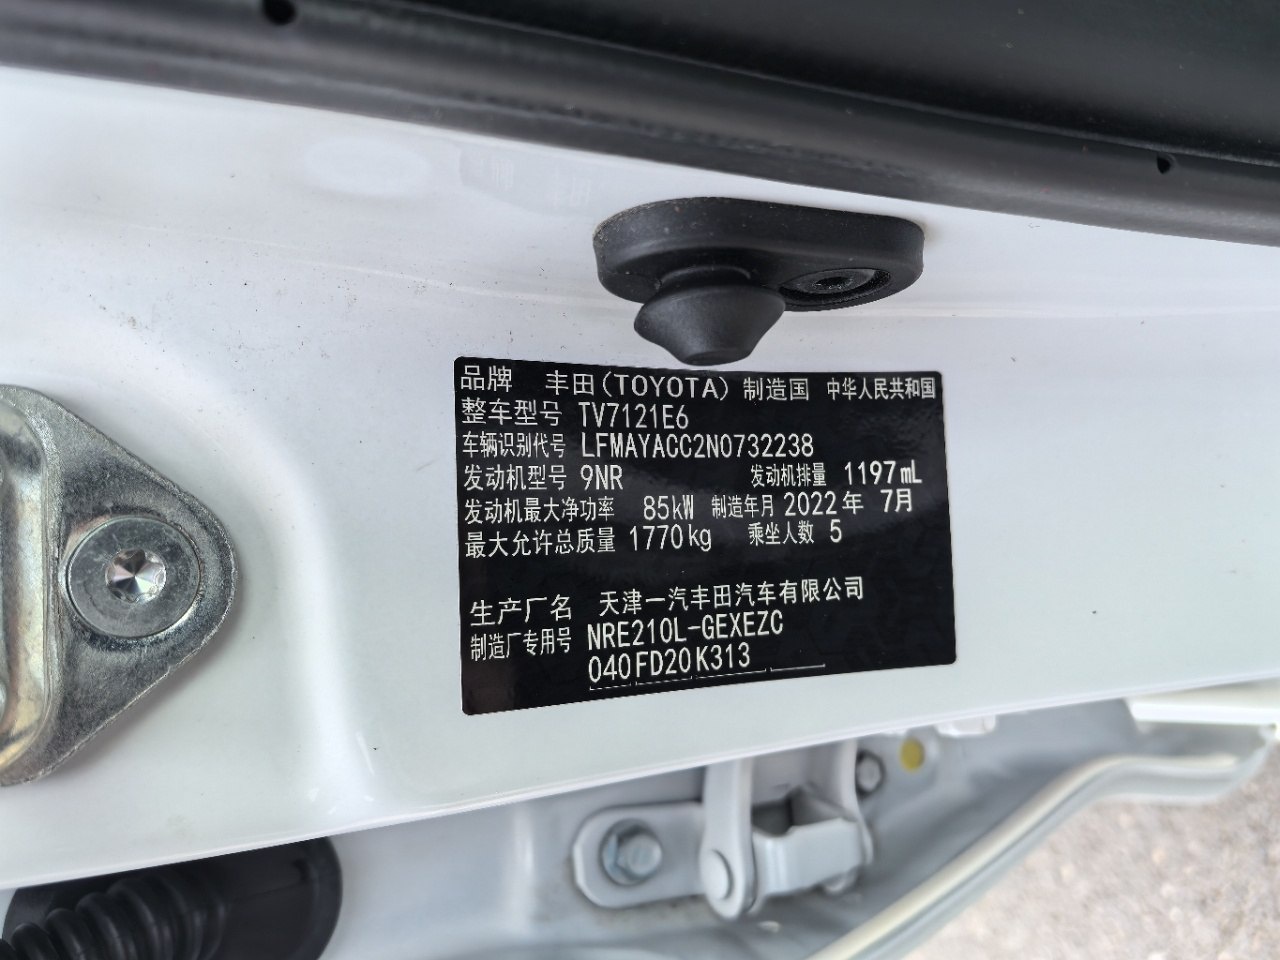 品牌 丰田(TOYOTA) 制造国 中华人民共和国
整车型号 TV7121E6
车辆识别代号 LFMAYACC2N0732238
发动机型号 9NR 发动机排量 1197mL
发动机最大净功率 85kW 制造年月 2022年 7月
最大允许总质量 1770kg 乘坐人数 5
生产厂名 天津一汽丰田汽车有限公司
制造厂专用号 NRE210L-GEXEZC
040 FD20 K313